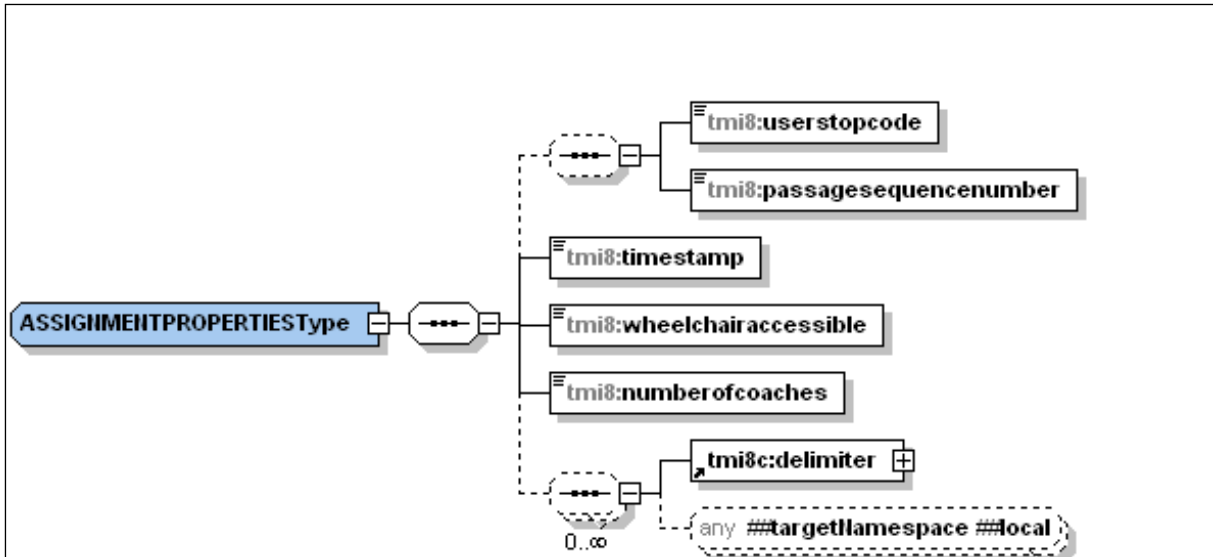 tmi8:userstopcode
tmi8:passagesequencenumber
tmi8:timestamp
ASSIGNMENTPROPERTIESType
tmi8:wheelchairaccessible
tmi8:numberofcoaches
tmi8c:delimiter
any ##targetNamespace ##local
0..∞